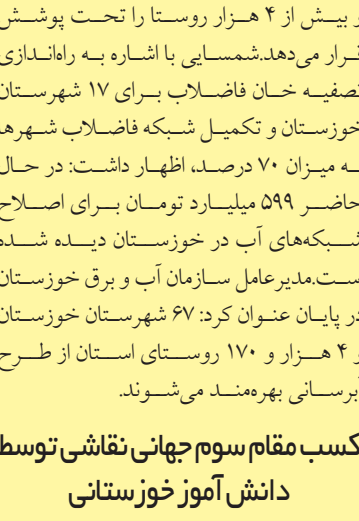 ر بیش از ۴ هزار روستا را تحت پوشش
قرار می‌دهد.شمسایی با اشاره به راه‌اندازی
تصفیه خان فاضلاب برای ۱۷ شهرستان
خوزستان و تکمیل شبکه فاضلاب شهرها
به میزان ۷۰ درصد، اظهار داشت: در حال
حاضر ۵۹۹ میلیارد تومان برای اصلاح
شبکه‌های آب در خوزستان دیده شده
ست.مدیرعامل سازمان آب و برق خوزستان
در پایان عنوان کرد: ۶۷ شهرستان خوزستان
و ۴ هزار و ۱۷۰ روستای استان از طرح
برسانی بهره‌مند می‌شوند.
کسب مقام سوم جهانی نقاشی توسط
دانش آموز خوزستانی